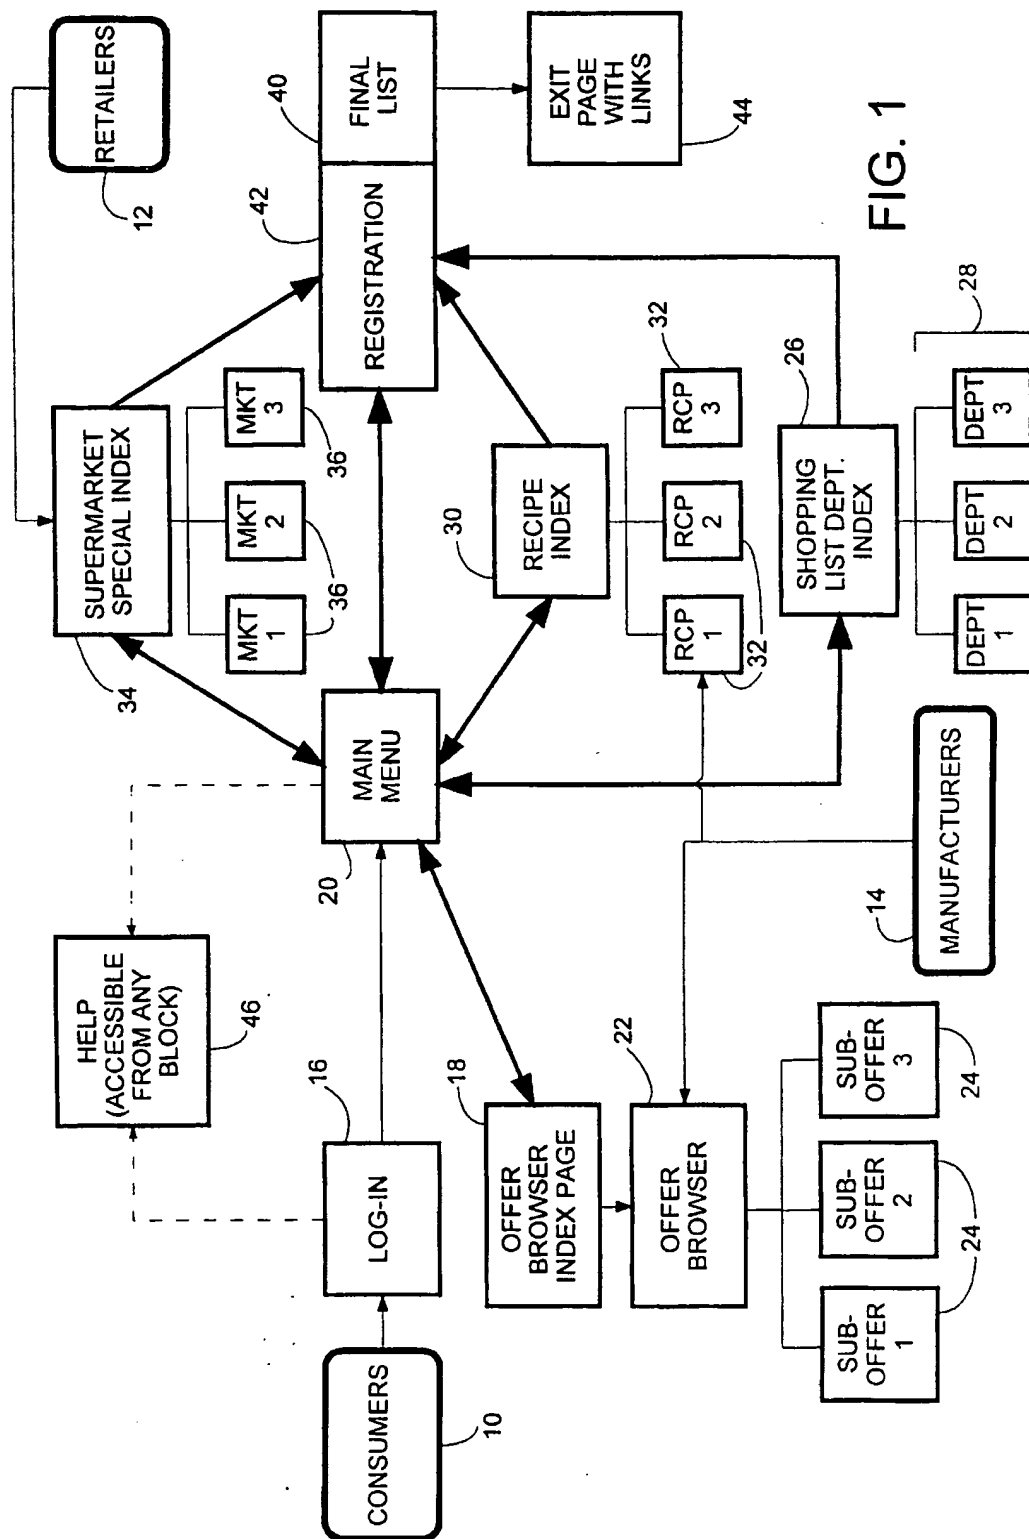 RETAILERS
12
SUPERMARKET
SPECIAL INDEX
34
MKT
1
MKT
2
MKT
3
36
36
HELP
(ACCESSIBLE
FROM ANY
BLOCK)
46
CONSUMERS
10
LOG-IN
16
MAIN
MENU
20
REGISTRATION
42
FINAL
LIST
40
EXIT
PAGE
WITH
LINKS
44
OFFER
BROWSER
INDEX PAGE
18
RECIPE
INDEX
30
OFFER
BROWSER
22
RCP
1
RCP
2
RCP
3
32
32
SUB-
OFFER
1
SUB-
OFFER
2
SUB-
OFFER
3
24
24
SHOPPING
LIST DEPT.
INDEX
26
MANUFACTURERS
14
DEPT
1
DEPT
2
DEPT
3
28
FIG. 1